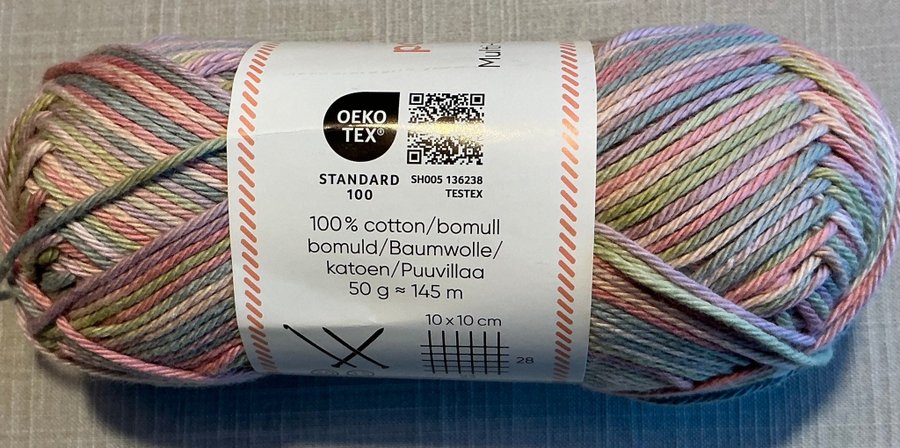 Multi
OEKO
TEX®
STANDARD
100
SH005 136238
TESTEX
100% cotton/bomull
bomuld/Baumwolle/
katoen/Puuvillaa
50 g ≈ 145 m
10 x 10 cm
28